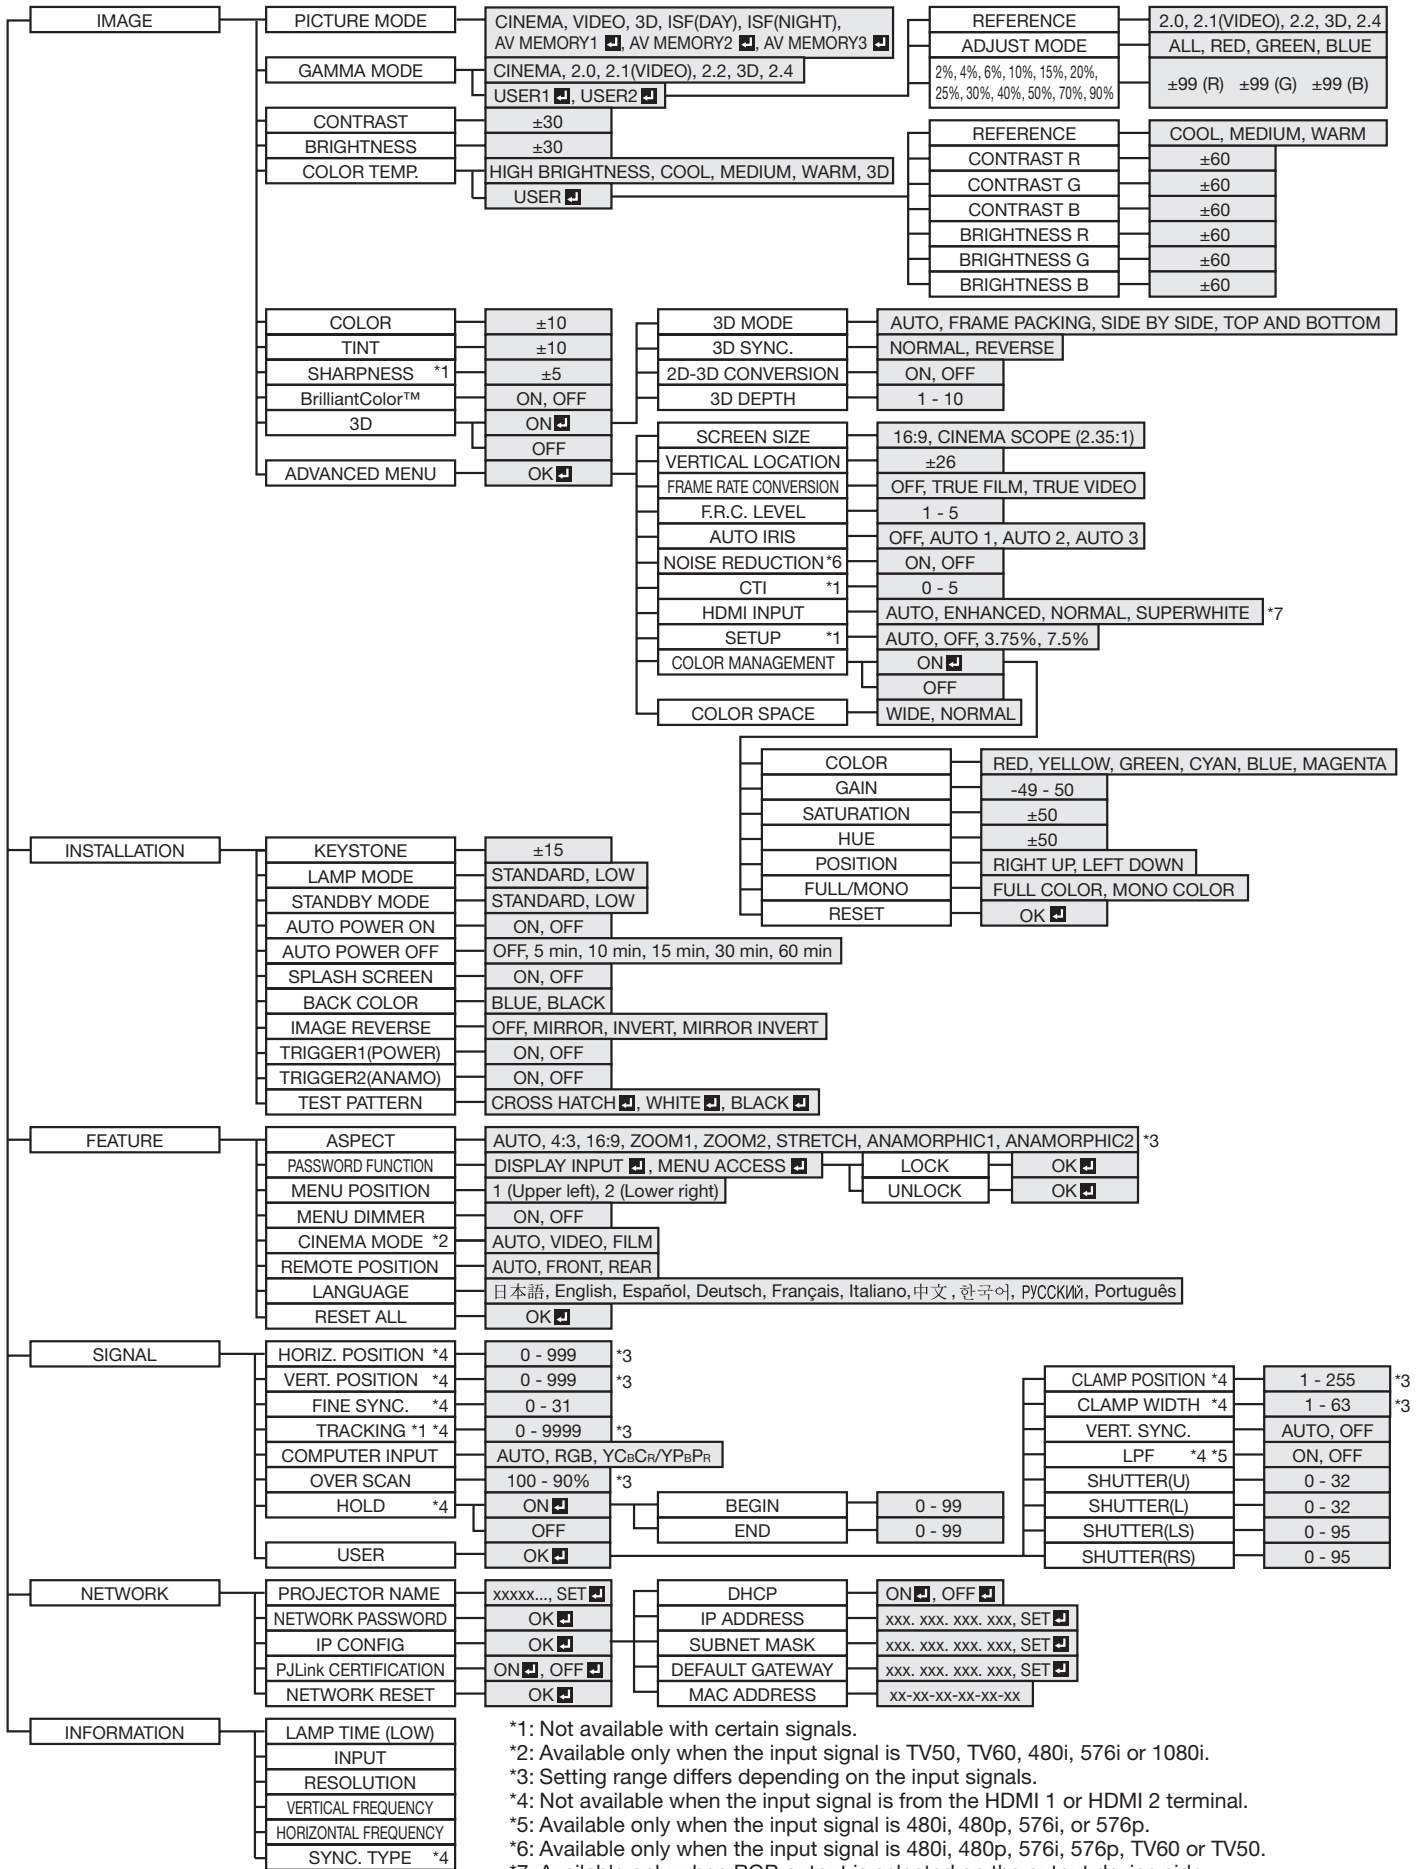 IMAGE
PICTURE MODE
CINEMA, VIDEO, 3D, ISF(DAY), ISF(NIGHT),
AV MEMORY1 , AV MEMORY2 , AV MEMORY3
GAMMA MODE
CINEMA, 2.0, 2.1(VIDEO), 2.2, 3D, 2.4
USER1 , USER2
REFERENCE 2.0, 2.1(VIDEO), 2.2, 3D, 2.4
ADJUST MODE ALL, RED, GREEN, BLUE
2%, 4%, 6%, 10%, 15%, 20%,
25%, 30%, 40%, 50%, 70%, 90%
±99 (R) ±99 (G) ±99 (B)
CONTRAST ±30
BRIGHTNESS ±30
COLOR TEMP. HIGH BRIGHTNESS, COOL, MEDIUM, WARM, 3D
USER
REFERENCE COOL, MEDIUM, WARM
CONTRAST R ±60
CONTRAST G ±60
CONTRAST B ±60
BRIGHTNESS R ±60
BRIGHTNESS G ±60
BRIGHTNESS B ±60
COLOR ±10
TINT ±10
SHARPNESS *1 ±5
BrilliantColor™ ON, OFF
3D ON
OFF
3D MODE AUTO, FRAME PACKING, SIDE BY SIDE, TOP AND BOTTOM
3D SYNC. NORMAL, REVERSE
2D-3D CONVERSION ON, OFF
3D DEPTH 1 - 10
ADVANCED MENU OK
SCREEN SIZE 16:9, CINEMA SCOPE (2.35:1)
VERTICAL LOCATION ±26
FRAME RATE CONVERSION OFF, TRUE FILM, TRUE VIDEO
F.R.C. LEVEL 1 - 5
AUTO IRIS OFF, AUTO 1, AUTO 2, AUTO 3
NOISE REDUCTION*6 ON, OFF
CTI *1 0 - 5
HDMI INPUT AUTO, ENHANCED, NORMAL, SUPERWHITE *7
SETUP *1 AUTO, OFF, 3.75%, 7.5%
COLOR MANAGEMENT ON
OFF
COLOR SPACE WIDE, NORMAL
COLOR RED, YELLOW, GREEN, CYAN, BLUE, MAGENTA
GAIN -49 - 50
SATURATION ±50
HUE ±50
POSITION RIGHT UP, LEFT DOWN
FULL/MONO FULL COLOR, MONO COLOR
RESET OK
INSTALLATION
KEYSTONE ±15
LAMP MODE STANDARD, LOW
STANDBY MODE STANDARD, LOW
AUTO POWER ON ON, OFF
AUTO POWER OFF OFF, 5 min, 10 min, 15 min, 30 min, 60 min
SPLASH SCREEN ON, OFF
BACK COLOR BLUE, BLACK
IMAGE REVERSE OFF, MIRROR, INVERT, MIRROR INVERT
TRIGGER1(POWER) ON, OFF
TRIGGER2(ANAMO) ON, OFF
TEST PATTERN CROSS HATCH , WHITE , BLACK
FEATURE
ASPECT AUTO, 4:3, 16:9, ZOOM1, ZOOM2, STRETCH, ANAMORPHIC1, ANAMORPHIC2 *3
PASSWORD FUNCTION DISPLAY INPUT , MENU ACCESS
LOCK OK
UNLOCK OK
MENU POSITION 1 (Upper left), 2 (Lower right)
MENU DIMMER ON, OFF
CINEMA MODE *2 AUTO, VIDEO, FILM
REMOTE POSITION AUTO, FRONT, REAR
LANGUAGE 日本語, English, Español, Deutsch, Français, Italiano, 中文 , 한국어, РУССКИЙ, Português
RESET ALL OK
SIGNAL
HORIZ. POSITION *4 0 - 999 *3
VERT. POSITION *4 0 - 999 *3
FINE SYNC. *4 0 - 31
TRACKING *1 *4 0 - 9999 *3
COMPUTER INPUT AUTO, RGB, YCBCR/YPBPR
OVER SCAN 100 - 90% *3
HOLD *4 ON
OFF
BEGIN 0 - 99
END 0 - 99
USER OK
CLAMP POSITION *4 1 - 255 *3
CLAMP WIDTH *4 1 - 63 *3
VERT. SYNC. AUTO, OFF
LPF *4 *5 ON, OFF
SHUTTER(U) 0 - 32
SHUTTER(L) 0 - 32
SHUTTER(LS) 0 - 95
SHUTTER(RS) 0 - 95
NETWORK
PROJECTOR NAME xxxxx..., SET
NETWORK PASSWORD OK
IP CONFIG OK
PJLink CERTIFICATION ON , OFF
NETWORK RESET OK
DHCP ON , OFF
IP ADDRESS xxx. xxx. xxx. xxx, SET
SUBNET MASK xxx. xxx. xxx. xxx, SET
DEFAULT GATEWAY xxx. xxx. xxx. xxx, SET
MAC ADDRESS xx-xx-xx-xx-xx-xx
INFORMATION
LAMP TIME (LOW)
INPUT
RESOLUTION
VERTICAL FREQUENCY
HORIZONTAL FREQUENCY
SYNC. TYPE *4
*1: Not available with certain signals.
*2: Available only when the input signal is TV50, TV60, 480i, 576i or 1080i.
*3: Setting range differs depending on the input signals.
*4: Not available when the input signal is from the HDMI 1 or HDMI 2 terminal.
*5: Available only when the input signal is 480i, 480p, 576i, or 576p.
*6: Available only when the input signal is 480i, 480p, 576i, 576p, TV60 or TV50.